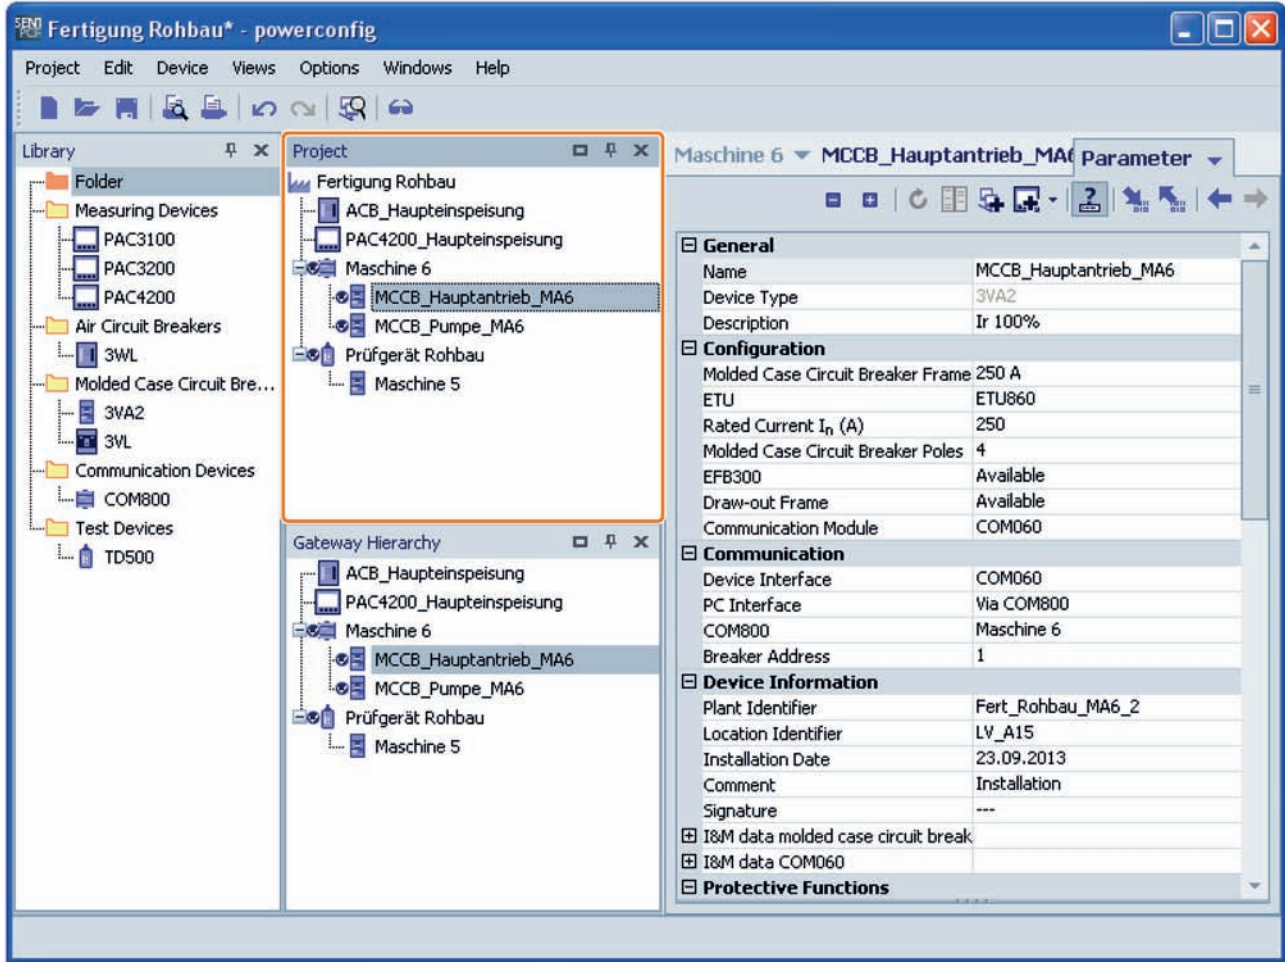 Fertigung Rohbau* - powerconfig
Project Edit Device Views Options Windows Help
Library
Folder
Measuring Devices
PAC3100
PAC3200
PAC4200
Air Circuit Breakers
3WL
Molded Case Circuit Bre...
3VA2
3VL
Communication Devices
COM800
Test Devices
TD500
Project
Fertigung Rohbau
ACB_Haupteinspeisung
PAC4200_Haupteinspeisung
Maschine 6
MCCB_Hauptantrieb_MA6
MCCB_Pumpe_MA6
Prüfgerät Rohbau
Maschine 5
Gateway Hierarchy
ACB_Haupteinspeisung
PAC4200_Haupteinspeisung
Maschine 6
MCCB_Hauptantrieb_MA6
MCCB_Pumpe_MA6
Prüfgerät Rohbau
Maschine 5
Maschine 6 MCCB_Hauptantrieb_MA6 Parameter
General
Name MCCB_Hauptantrieb_MA6
Device Type 3VA2
Description Ir 100%
Configuration
Molded Case Circuit Breaker Frame 250 A
ETU ETU860
Rated Current In (A) 250
Molded Case Circuit Breaker Poles 4
EFB300 Available
Draw-out Frame Available
Communication Module COM060
Communication
Device Interface COM060
PC Interface Via COM800
COM800 Maschine 6
Breaker Address 1
Device Information
Plant Identifier Fert_Rohbau_MA6_2
Location Identifier LV_A15
Installation Date 23.09.2013
Comment Installation
Signature ---
I&M data molded case circuit break
I&M data COM060
Protective Functions